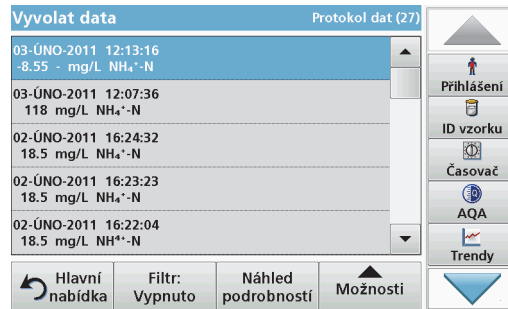 Vyvolat data
Protokol dat (27)
03-ÚNO-2011 12:13:16
-8.55 - mg/L NH₄⁺-N
03-ÚNO-2011 12:07:36
118 mg/L NH₄⁺-N
02-ÚNO-2011 16:24:32
18.5 mg/L NH₄⁺-N
02-ÚNO-2011 16:23:23
18.5 mg/L NH₄⁺-N
02-ÚNO-2011 16:22:04
18.5 mg/L NH⁴⁺-N
Přihlášení
ID vzorku
Časovač
AQA
Trendy
Hlavní
nabídka
Filtr:
Vypnuto
Náhled
podrobností
Možnosti